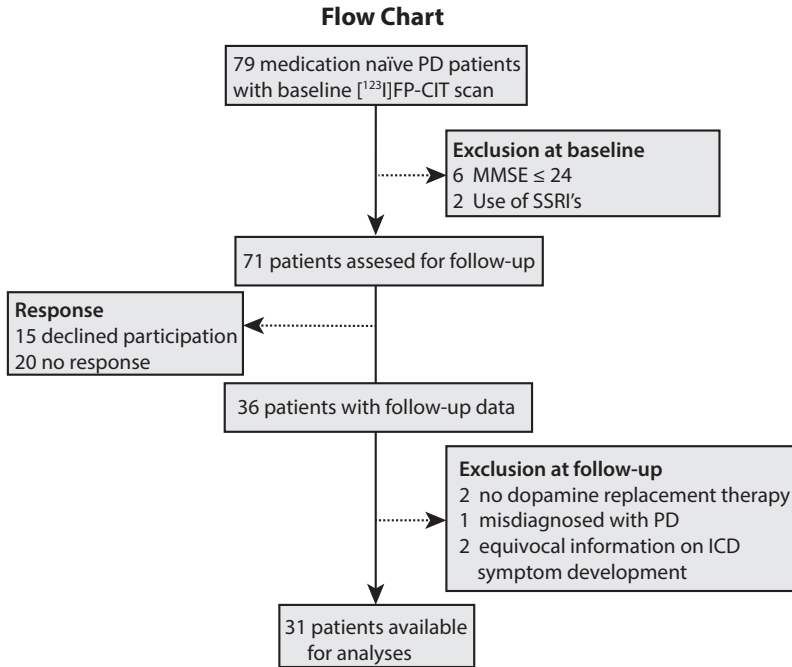 Flow Chart
79 medication naïve PD patients
with baseline [¹²³I]FP-CIT scan
Exclusion at baseline
6 MMSE ≤ 24
2 Use of SSRI's
71 patients assesed for follow-up
Response
15 declined participation
20 no response
36 patients with follow-up data
Exclusion at follow-up
2 no dopamine replacement therapy
1 misdiagnosed with PD
2 equivocal information on ICD
symptom development
31 patients available
for analyses